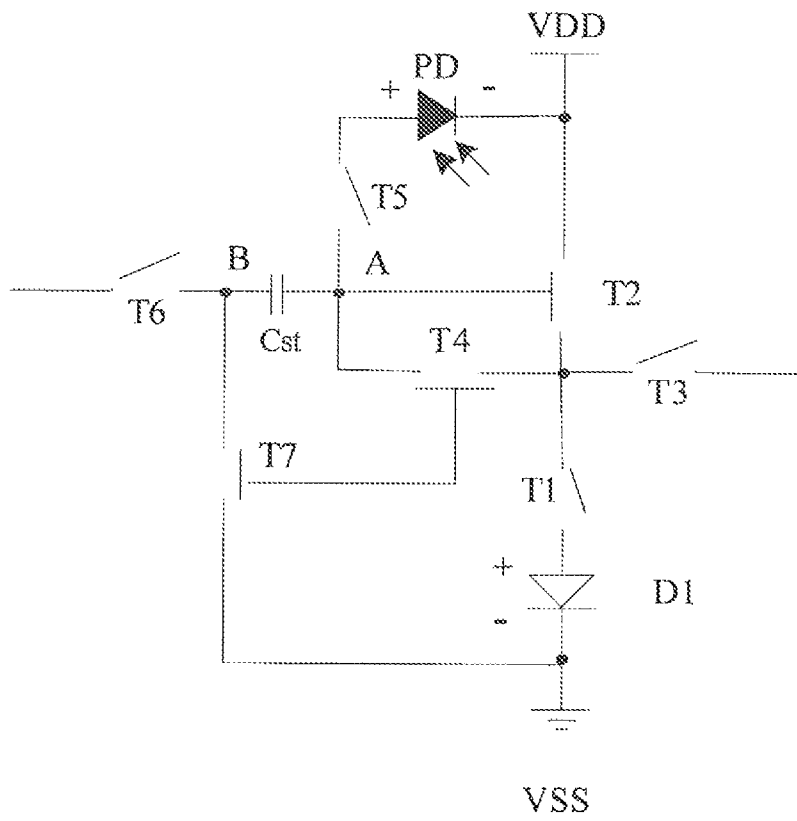 VDD
PD
+ -
T5
B A
T6 Cst T4 T2
T3
T7
T1
+
D1
-
VSS